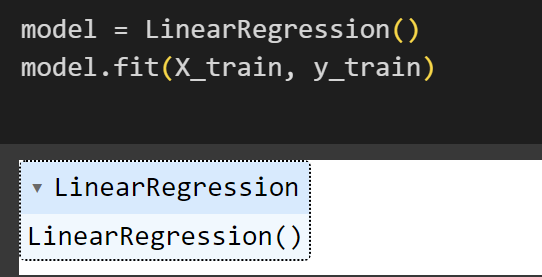 model = LinearRegression()
model.fit(X_train, y_train)
▾ LinearRegression
LinearRegression()